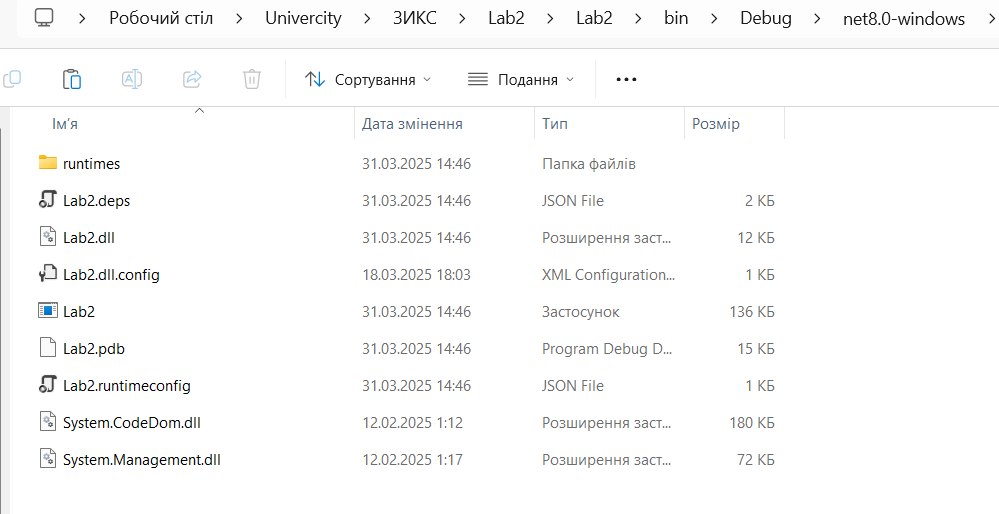 Робочий стіл > Univercity > ЗИКС > Lab2 > Lab2 > bin > Debug > net8.0-windows >
Сортування Подання ...
Ім'я Дата змінення Тип Розмір
runtimes 31.03.2025 14:46 Папка файлів
Lab2.deps 31.03.2025 14:46 JSON File 2 КБ
Lab2.dll 31.03.2025 14:46 Розширення заст... 12 КБ
Lab2.dll.config 18.03.2025 18:03 XML Configuration... 1 КБ
Lab2 31.03.2025 14:46 Застосунок 136 КБ
Lab2.pdb 31.03.2025 14:46 Program Debug D... 15 КБ
Lab2.runtimeconfig 31.03.2025 14:46 JSON File 1 КБ
System.CodeDom.dll 12.02.2025 1:12 Розширення заст... 180 КБ
System.Management.dll 12.02.2025 1:17 Розширення заст... 72 КБ